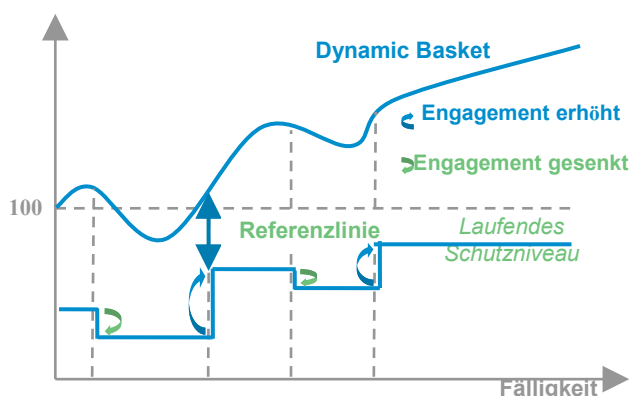 Dynamic Basket
Engagement erhöht
Engagement gesenkt
100
Referenzlinie
Laufendes
Schutzniveau
Fälligkeit